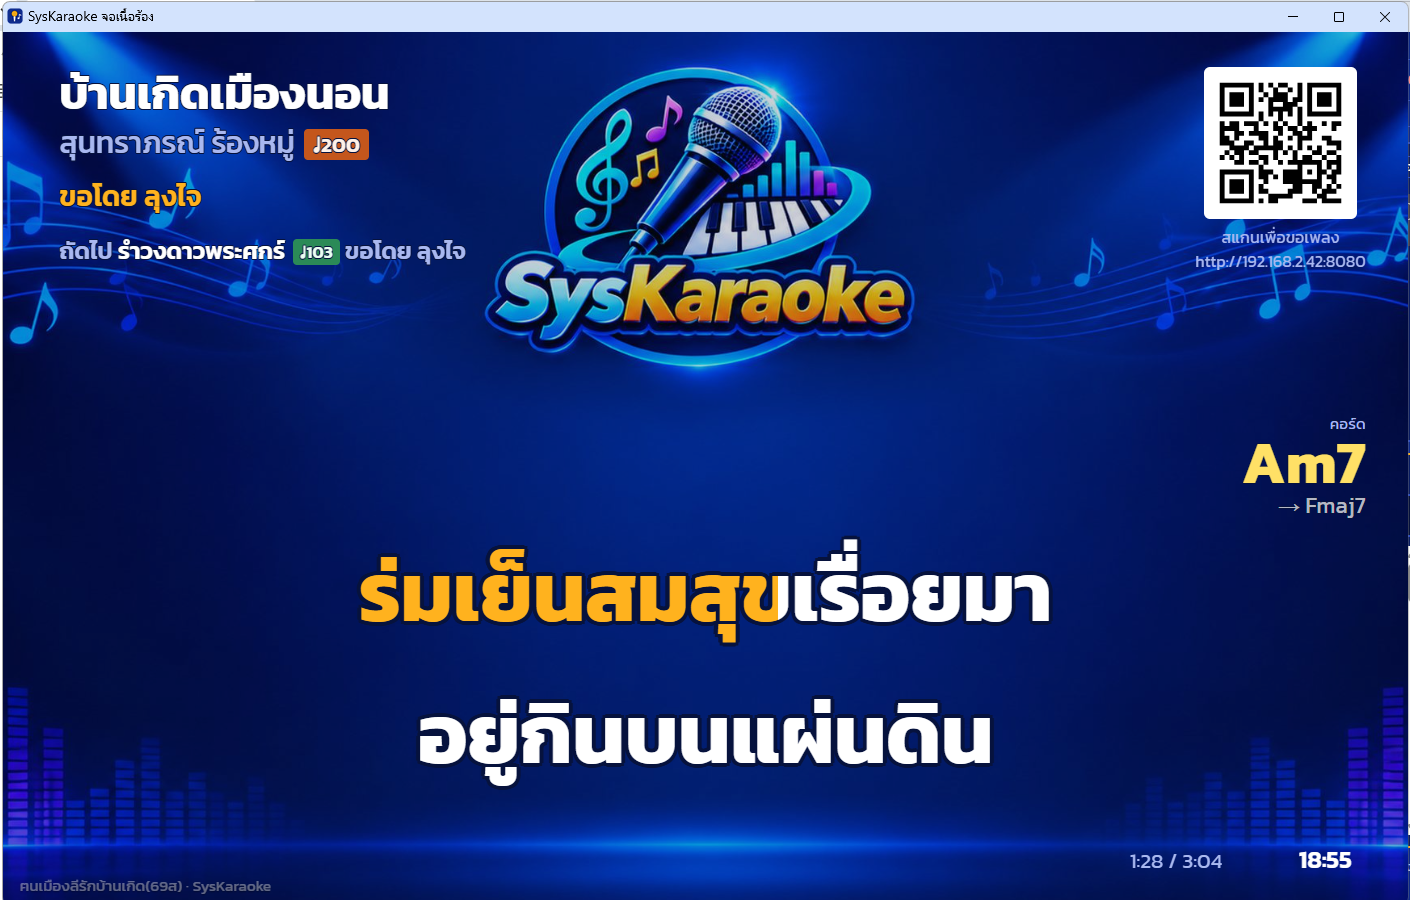 SysKaraoke จอเนื้อร้อง
บ้านเกิดเมืองนอน
สุนทราภรณ์ ร้องหมู่ ♩200
ขอโดย ลุงไจ
ถัดไป รำวงดาวพระศกร์ ♩103 ขอโดย ลุงไจ
SysKaraoke
สแกนเพื่อขอเพลง
http://192.168.2.42:8080
คอร์ด
Am7
→ Fmaj7
ร่มเย็นสมสุขเรื่อยมา
อยู่กินบนแผ่นดิน
1:28 / 3:04 18:55
ฅนเมืองลีรักบ้านเกิด(69ส) · SysKaraoke